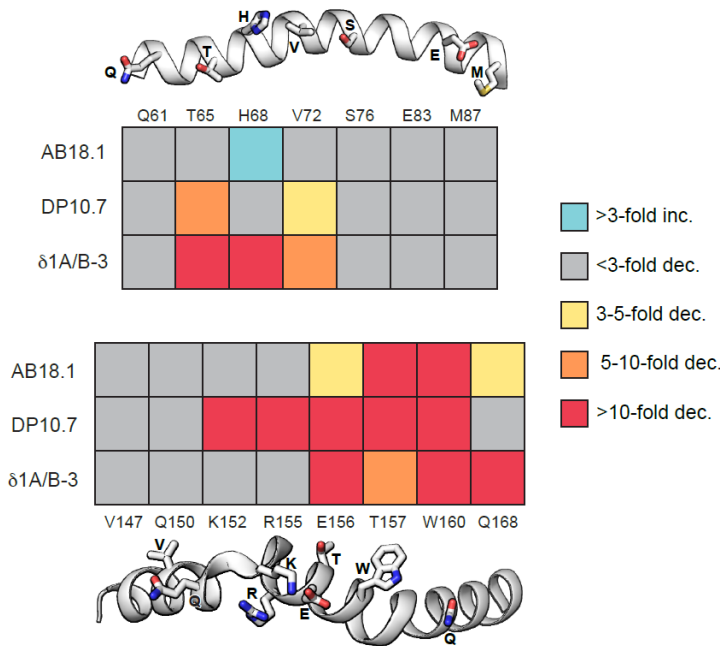 H
S
V
T
E
Q
M
Q61 T65 H68 V72 S76 E83 M87
AB18.1
DP10.7
δ1A/B-3
>3-fold inc.
<3-fold dec.
3-5-fold dec.
5-10-fold dec.
>10-fold dec.
AB18.1
DP10.7
δ1A/B-3
V147 Q150 K152 R155 E156 T157 W160 Q168
V
K
T
W
Q
R
E
Q